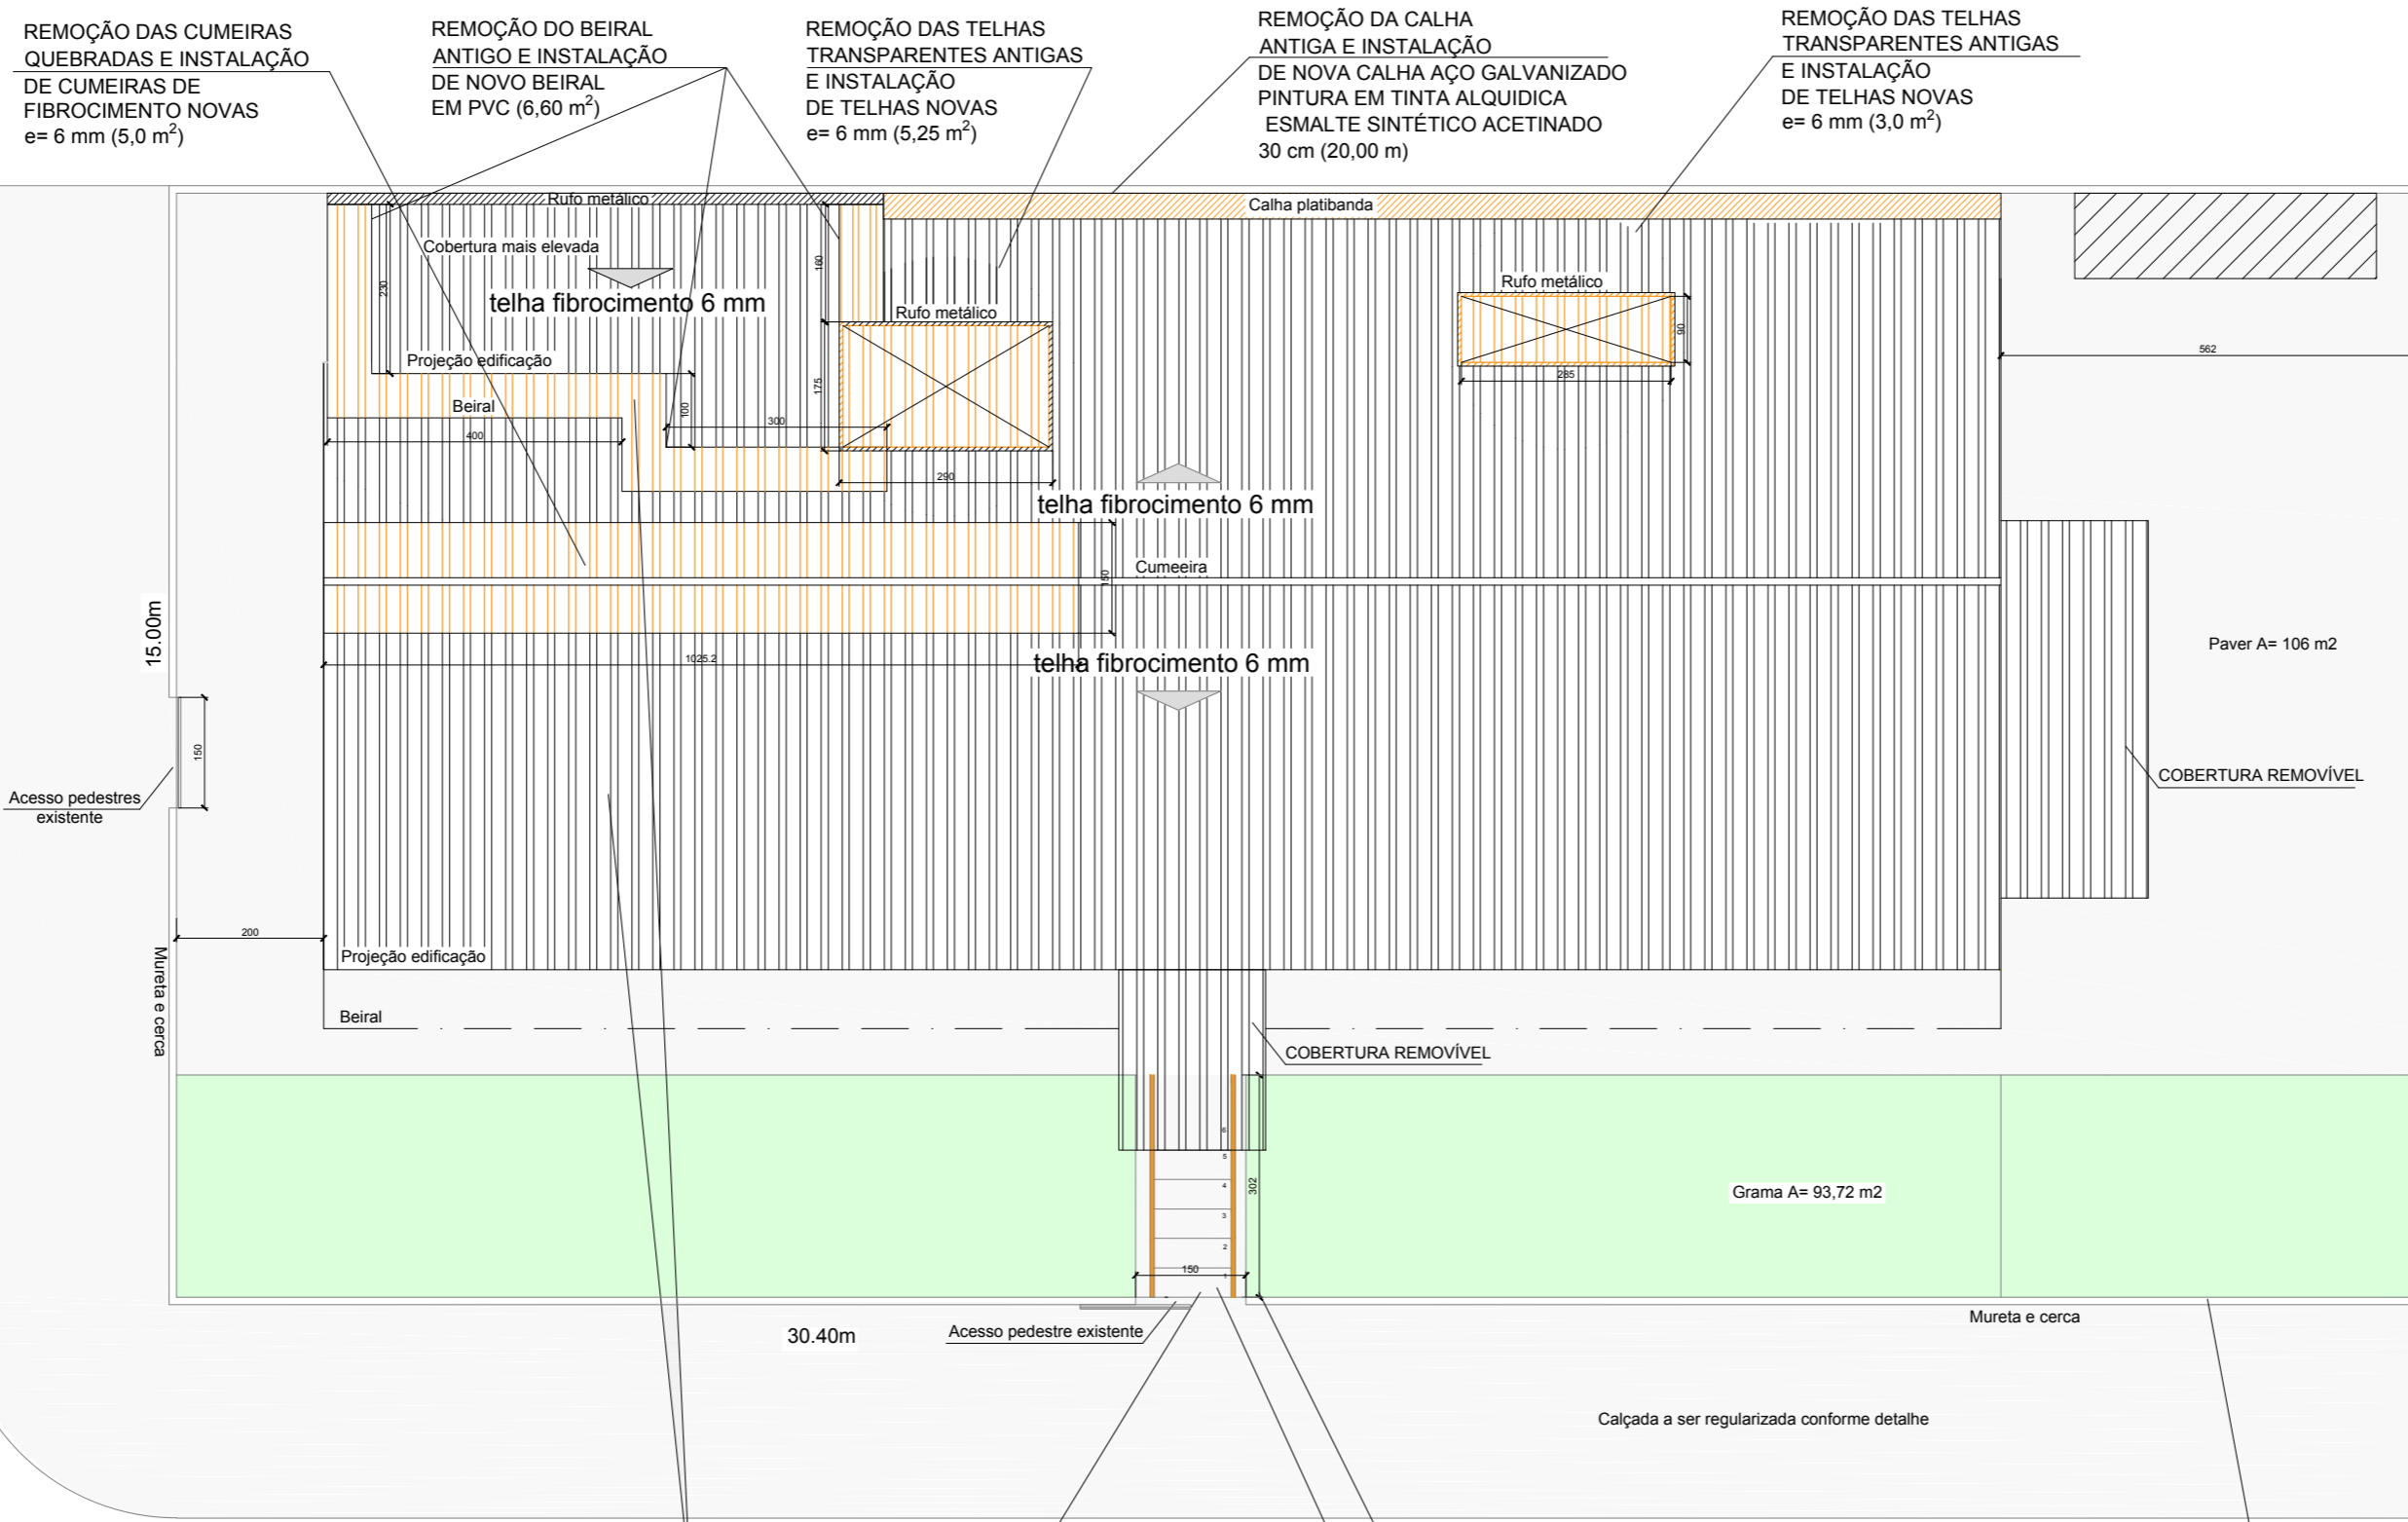 REMOÇÃO DAS CUMEIRAS
QUEBRADAS E INSTALAÇÃO
DE CUMEIRAS DE
FIBROCIMENTO NOVAS
e= 6 mm (5,0 m²)
REMOÇÃO DO BEIRAL
ANTIGO E INSTALAÇÃO
DE NOVO BEIRAL
EM PVC (6,60 m²)
REMOÇÃO DAS TELHAS
TRANSPARENTES ANTIGAS
E INSTALAÇÃO
DE TELHAS NOVAS
e= 6 mm (5,25 m²)
REMOÇÃO DA CALHA
ANTIGA E INSTALAÇÃO
DE NOVA CALHA AÇO GALVANIZADO
PINTURA EM TINTA ALQUIDICA
ESMALTE SINTÉTICO ACETINADO
30 cm (20,00 m)
REMOÇÃO DAS TELHAS
TRANSPARENTES ANTIGAS
E INSTALAÇÃO
DE TELHAS NOVAS
e= 6 mm (3,0 m²)
Rufo metálico
Calha platibanda
Cobertura mais elevada
160
230
telha fibrocimento 6 mm
Rufo metálico
Rufo metálico
90
562
Projeção edificação
285
175
Beiral
100
300
400
290
telha fibrocimento 6 mm
Cumeeira
150
15.00m
1025.2
telha fibrocimento 6 mm
Paver A= 106 m2
150
COBERTURA REMOVÍVEL
Acesso pedestres
existente
200
Projeção edificação
Mureta e cerca
Beiral
COBERTURA REMOVÍVEL
6
5
4
302
Grama A= 93,72 m2
3
2
150
1
Mureta e cerca
30.40m
Acesso pedestre existente
Calçada a ser regularizada conforme detalhe